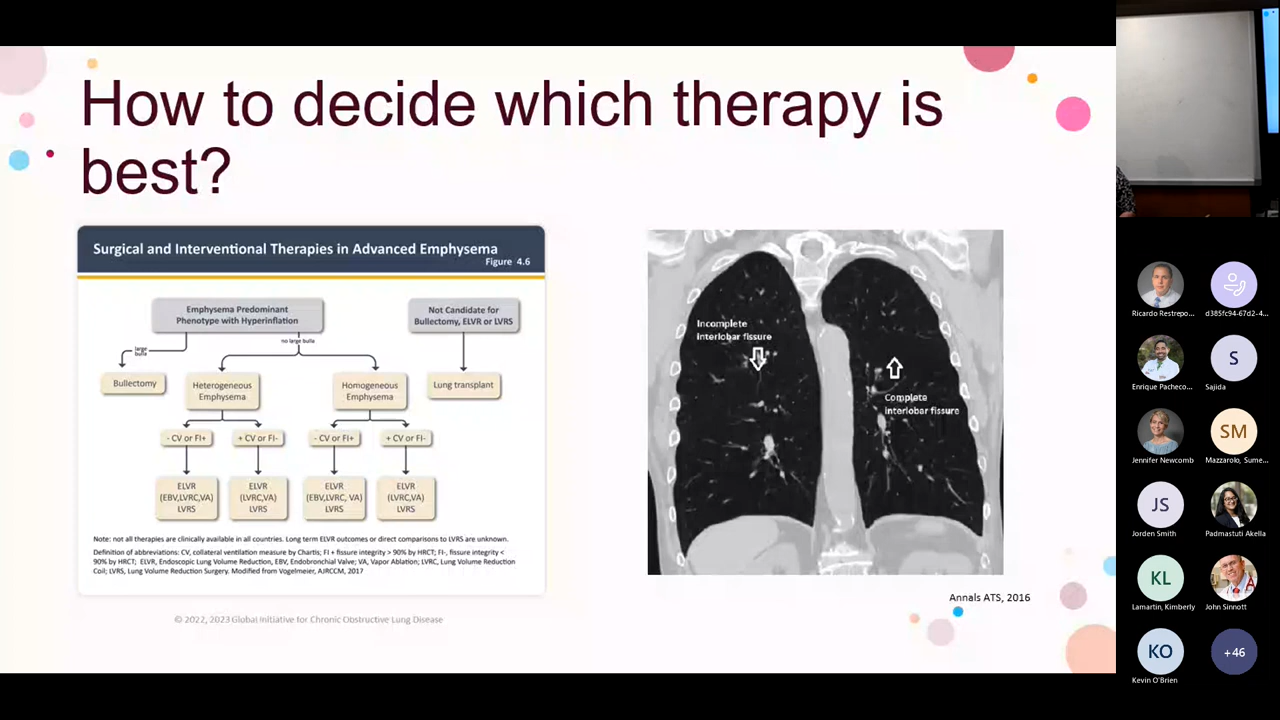 How to decide which therapy is
best?
Surgical and Interventional Therapies in Advanced Emphysema
Figure 4.6
Emphysema Predominant
Phenotype with Hyperinflation
Not Candidate for
Bullectomy, ELVR or LVRS
large
bulla
no large bulla
Bullectomy
Heterogeneous
Emphysema
Homogeneous
Emphysema
Lung transplant
- CV or FI+
+ CV or FI-
- CV or FI+
+ CV or FI-
ELVR
(EBV,LVRC,VA)
LVRS
ELVR
(LVRC,VA)
LVRS
ELVR
(EBV,LVRC, VA)
LVRS
ELVR
(LVRC,VA)
LVRS
Note: not all therapies are clinically available in all countries. Long term ELVR outcomes or direct comparisons to LVRS are unknown.
Definition of abbreviations: CV, collateral ventilation measure by Chartis; FI + fissure integrity > 90% by HRCT; FI-, fissure integrity <
90% by HRCT; ELVR, Endoscopic Lung Volume Reduction, EBV, Endobronchial Valve; VA, Vapor Ablation; LVRC, Lung Volume Reduction
Coil; LVRS, Lung Volume Reduction Surgery. Modified from Vogelmeier, AJRCCM, 2017
© 2022, 2023 Global Initiative for Chronic Obstructive Lung Disease
Incomplete
interlobar fissure
Complete
interlobar fissure
Annals ATS, 2016
Ricardo Restrepo...
d385fc94-67d2-4...
Enrique Pacheco...
S
Sajida
Jennifer Newcomb
SM
Mazzarolo, Sume...
JS
Jorden Smith
Padmastuti Akella
KL
Lamartin, Kimberly
A
John Sinnott
KO
Kevin O'Brien
+46